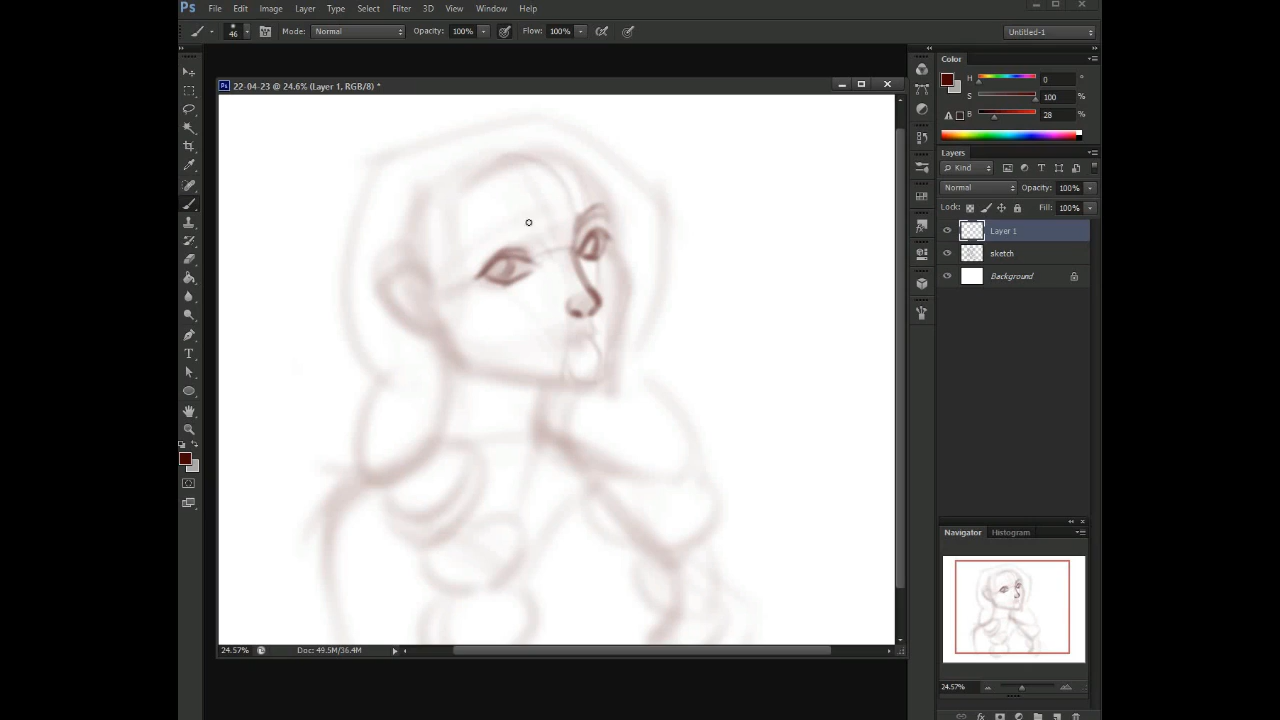 Ps File Edit Image Layer Type Select Filter 3D View Window Help
46 Mode: Normal Opacity: 100% Flow: 100% Untitled-1
Color
22-04-23 @ 24.6% (Layer 1, RGB/8) *
H 0 °
S 100 %
B 28 %
Layers
Kind
Normal Opacity: 100%
Lock: Fill: 100%
Layer 1
sketch
Background
Navigator Histogram
24.57% Doc: 49.5M/36.4M
24.57%
fx